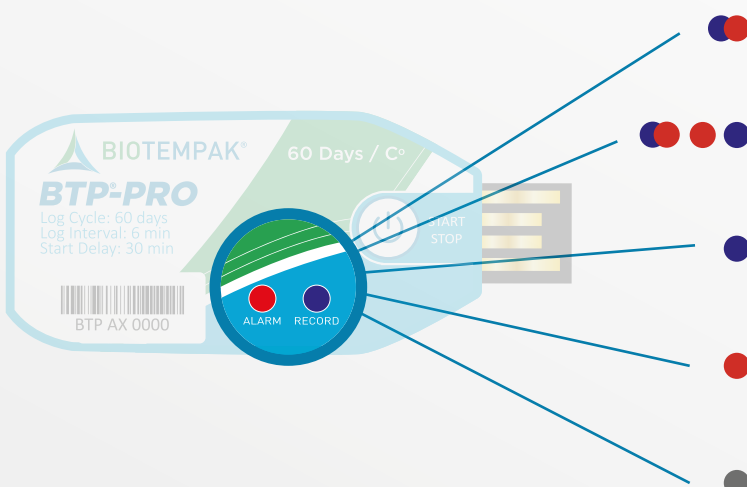 BIOTEMPAK®
60 Days / Cº
BTP®-PRO
Log Cycle: 60 days
Log Interval: 6 min
Start Delay: 30 min
START
STOP
ALARM RECORD
BTP AX 0000